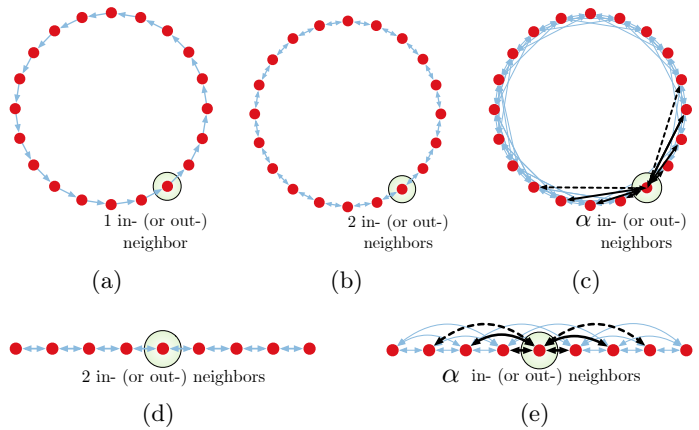 1 in- (or out-)
neighbor
(a)
2 in- (or out-)
neighbors
(b)
α in- (or out-)
neighbors
(c)
2 in- (or out-) neighbors
(d)
α in- (or out-) neighbors
(e)